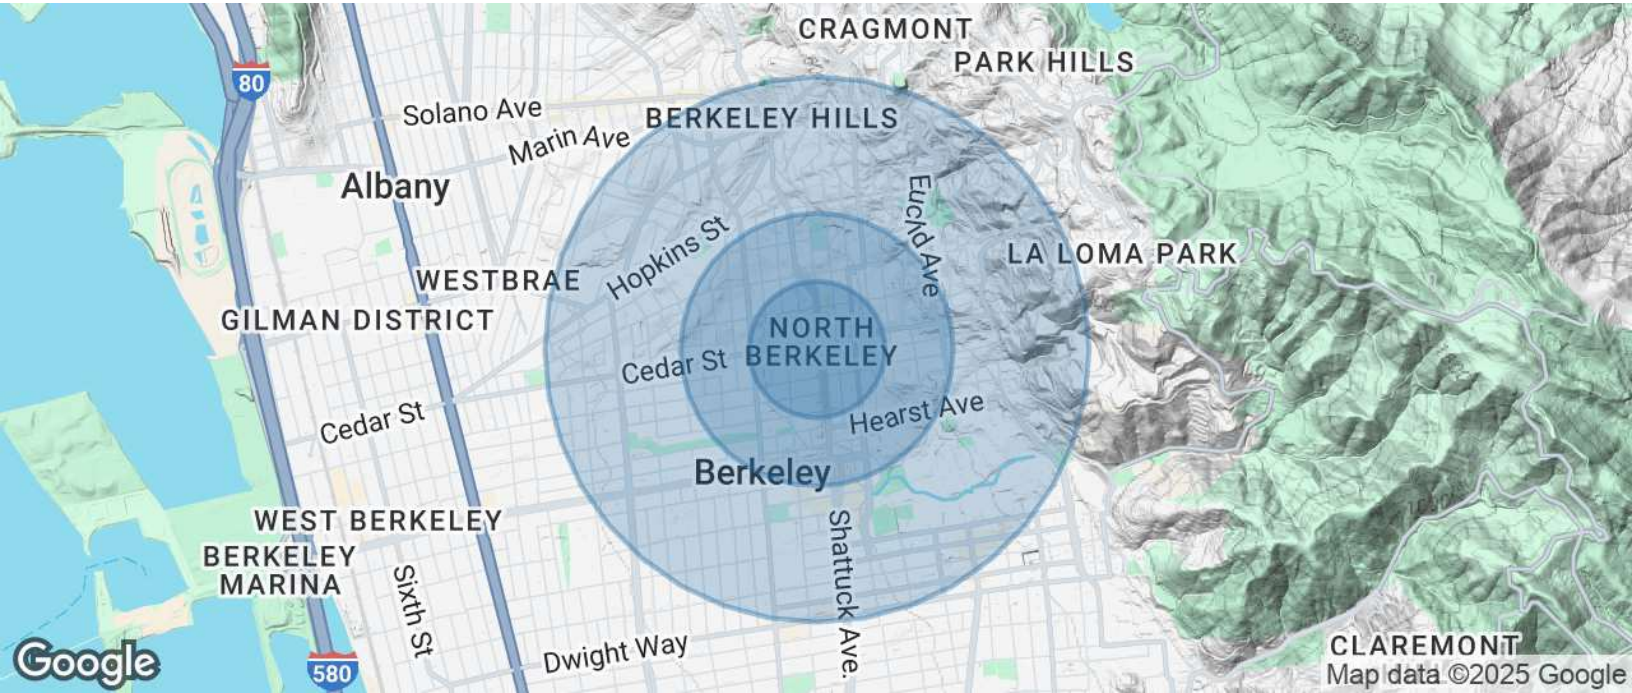 CRAGMONT
PARK HILLS
80
Solano Ave
BERKELEY HILLS
Marin Ave
Albany
Euclid Ave
Hopkins St
LA LOMA PARK
WESTBRAE
GILMAN DISTRICT
NORTH
BERKELEY
Cedar St
Hearst Ave
Cedar St
Berkeley
WEST BERKELEY
Shattuck Ave.
BERKELEY
MARINA
Sixth St
Dwight Way
CLAREMONT
Google
580
Map data ©2025 Google